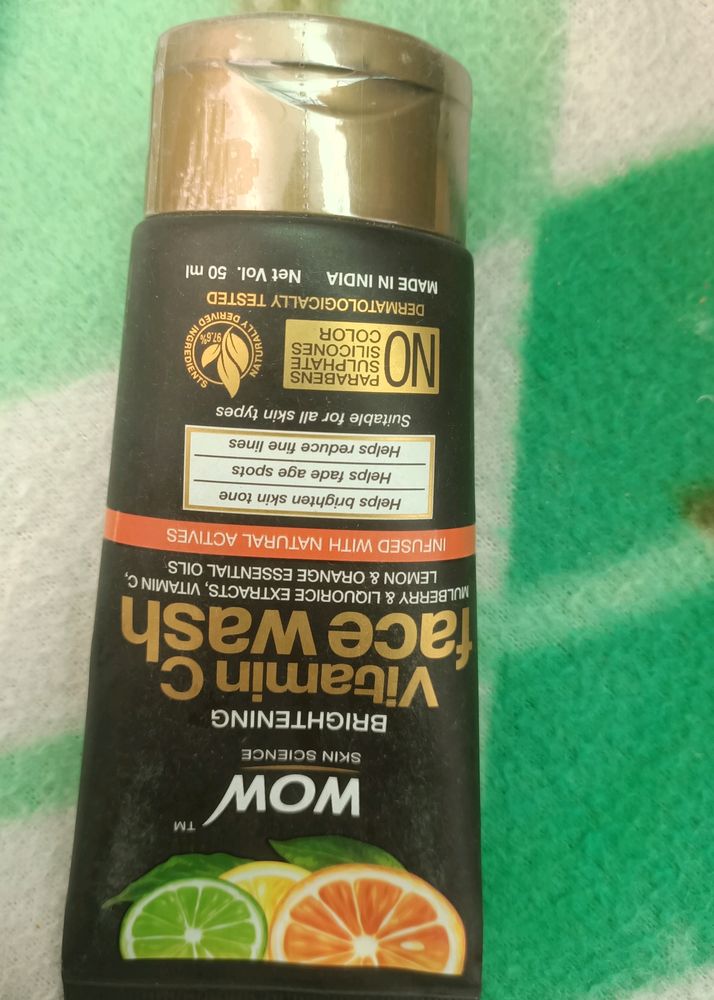 WOW
TM
SKIN SCIENCE
BRIGHTENING
Vitamin C
face wash
MULBERRY & LIQUORICE EXTRACTS, VITAMIN C,
LEMON & ORANGE ESSENTIAL OILS
INFUSED WITH NATURAL ACTIVES
Helps brighten skin tone
Helps fade age spots
Helps reduce fine lines
Suitable for all skin types
NO
PARABENS
SULPHATE
SILICONES
COLOR
97.6%
NATURALLY DERIVED INGREDIENTS
DERMATOLOGICALLY TESTED
MADE IN INDIA Net Vol. 50 ml